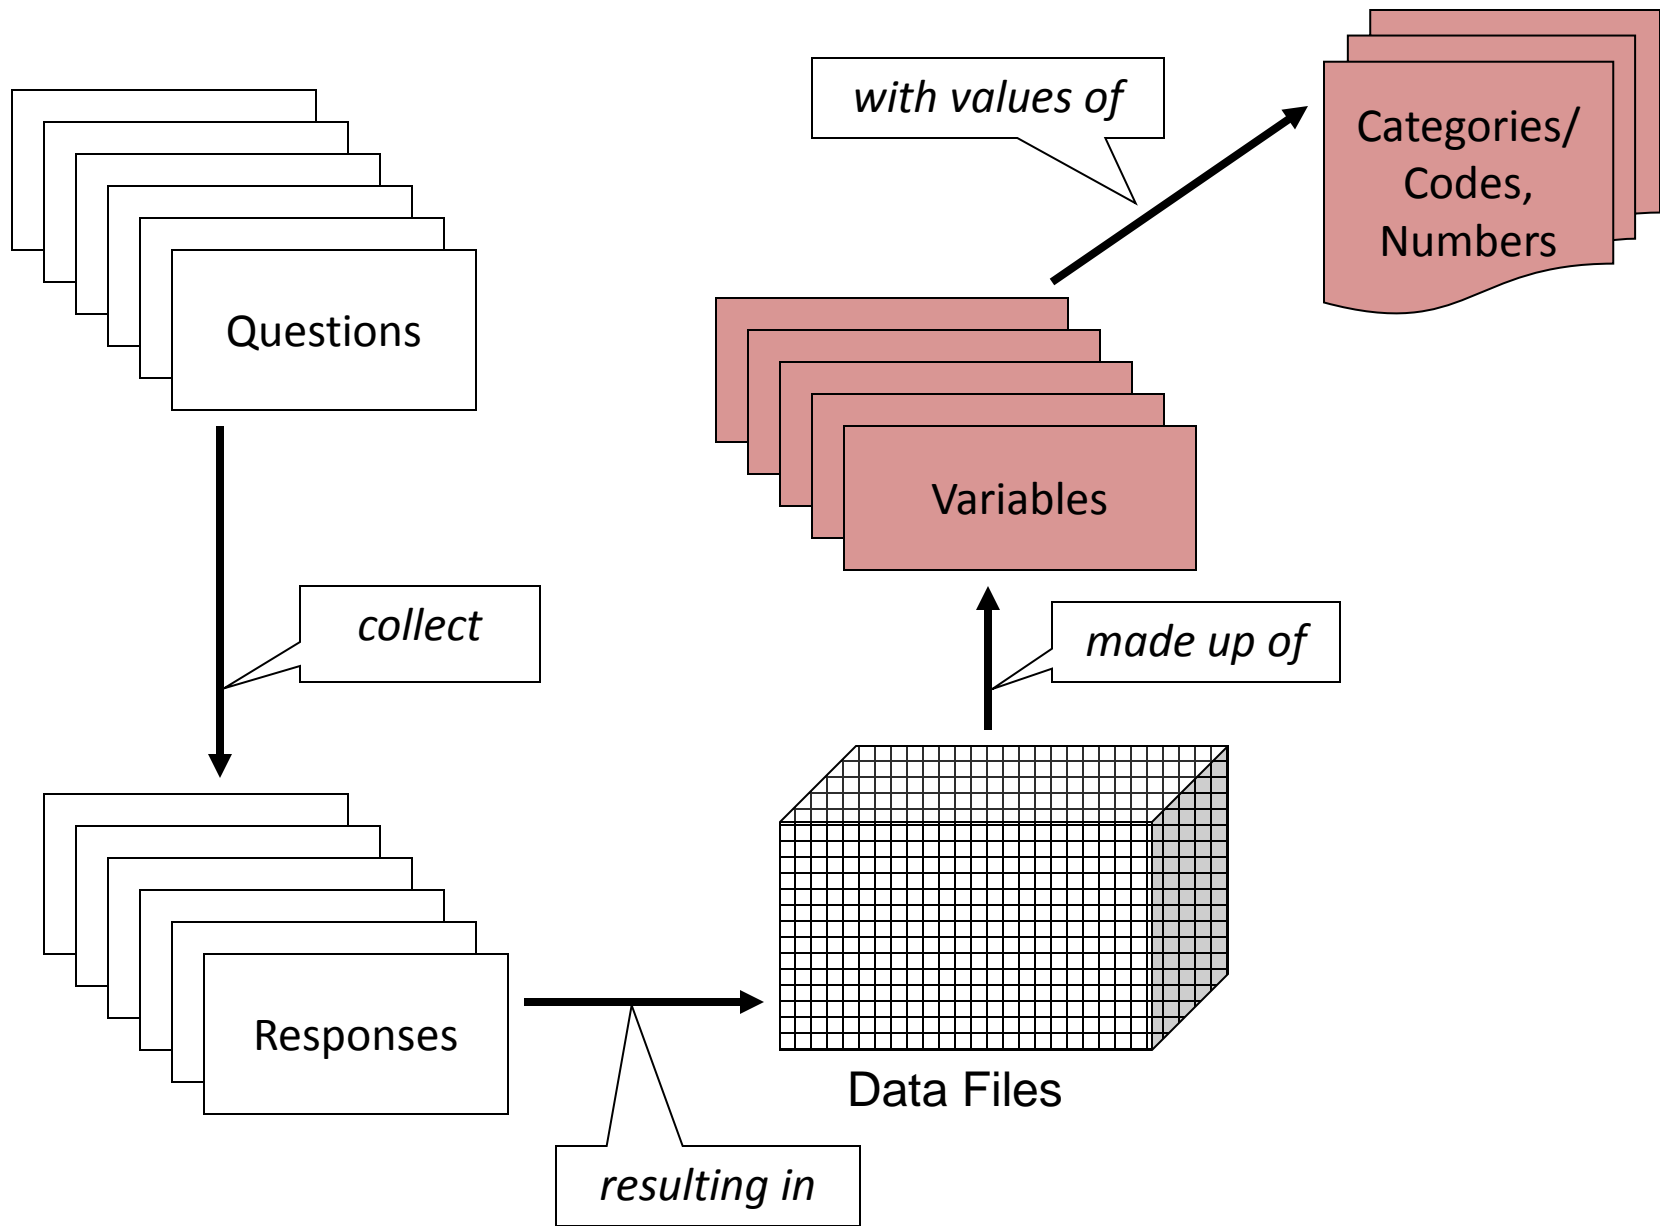 with values of
Categories/
Codes,
Numbers
Questions
Variables
collect
made up of
Responses
Data Files
resulting in